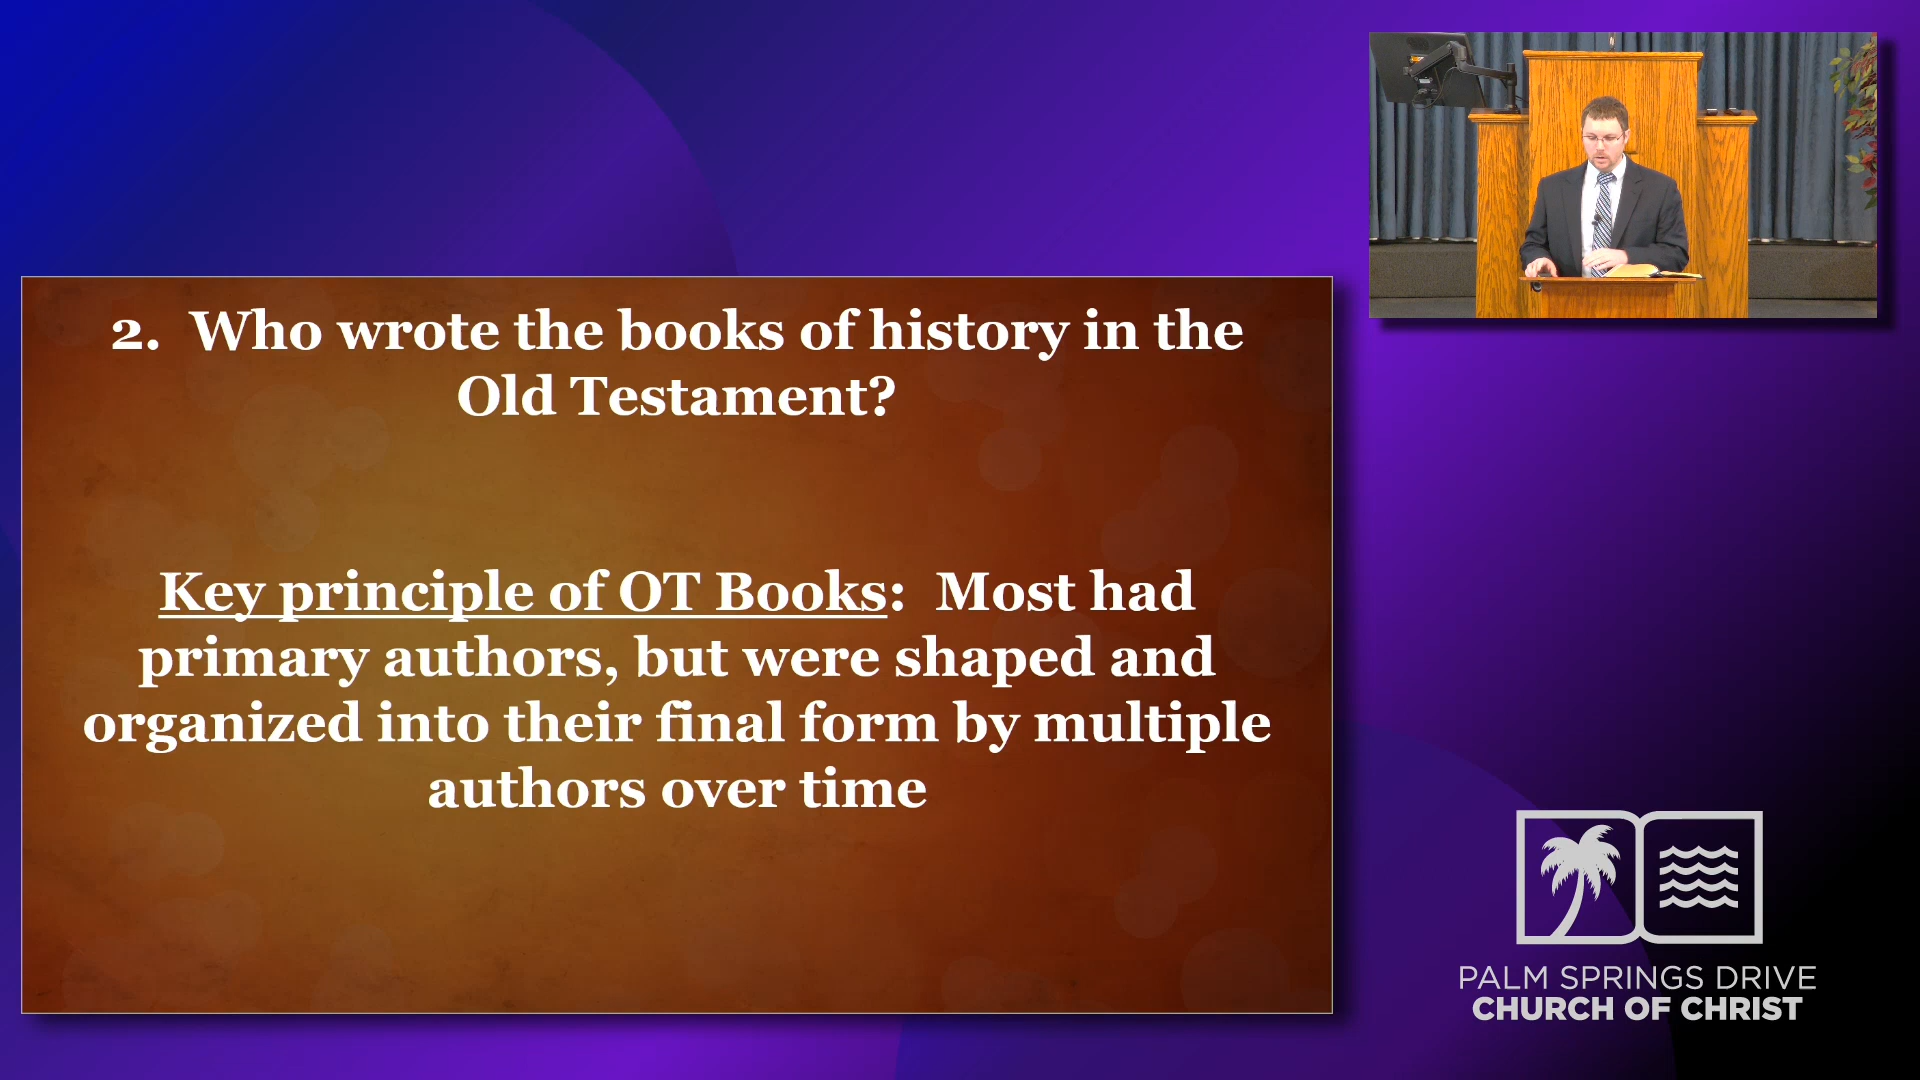 2.  Who wrote the books of history in the
Old Testament?
Key principle of OT Books:  Most had
primary authors, but were shaped and
organized into their final form by multiple
authors over time
PALM SPRINGS DRIVE
CHURCH OF CHRIST